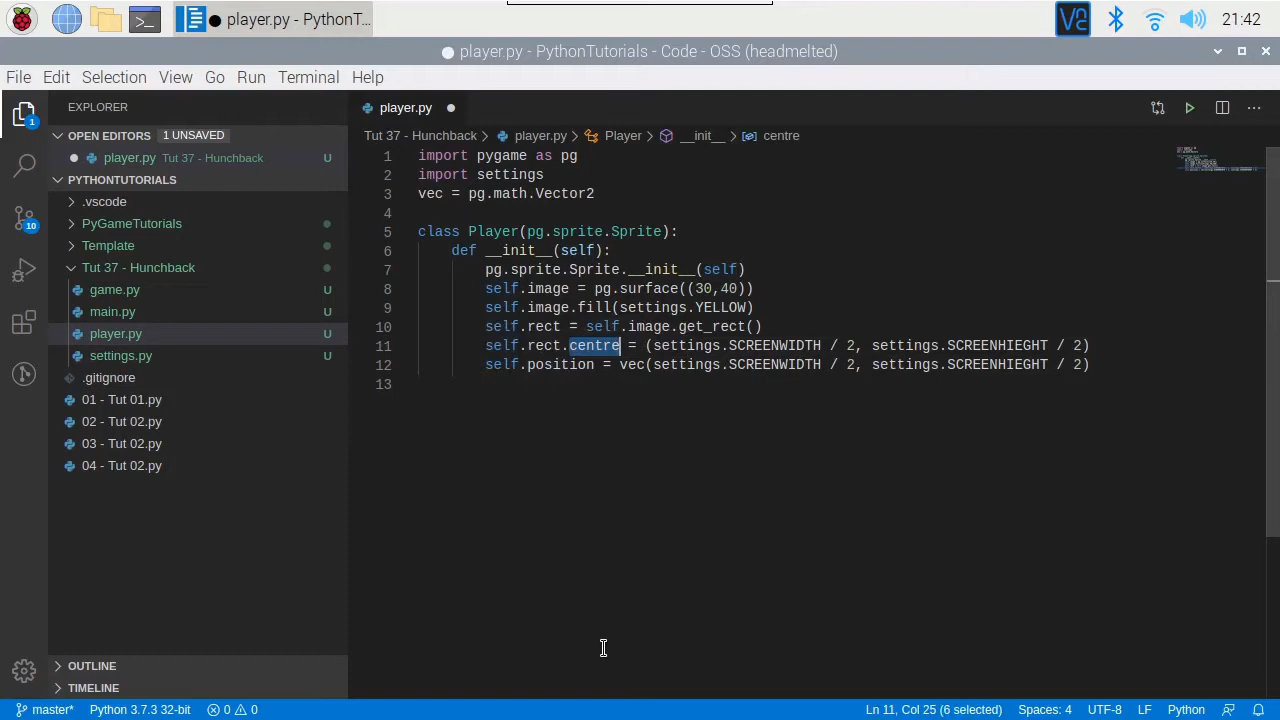 player.py - PythonT...
21:42
player.py - PythonTutorials - Code - OSS (headmelted)
File Edit Selection View Go Run Terminal Help
EXPLORER
OPEN EDITORS 1 UNSAVED
player.py Tut 37 - Hunchback U
PYTHONTUTORIALS
.vscode
PyGameTutorials
Template
Tut 37 - Hunchback
game.py U
main.py U
player.py U
settings.py U
.gitignore
01 - Tut 01.py
02 - Tut 02.py
03 - Tut 02.py
04 - Tut 02.py
OUTLINE
TIMELINE
1
10
player.py
Tut 37 - Hunchback > player.py > Player > __init__ > centre
1 import pygame as pg
2 import settings
3 vec = pg.math.Vector2
4
5 class Player(pg.sprite.Sprite):
6 def __init__(self):
7 pg.sprite.Sprite.__init__(self)
8 self.image = pg.surface((30,40))
9 self.image.fill(settings.YELLOW)
10 self.rect = self.image.get_rect()
11 self.rect.centre = (settings.SCREENWIDTH / 2, settings.SCREENHIEGHT / 2)
12 self.position = vec(settings.SCREENWIDTH / 2, settings.SCREENHIEGHT / 2)
13
master* Python 3.7.3 32-bit 0 0 Ln 11, Col 25 (6 selected) Spaces: 4 UTF-8 LF Python